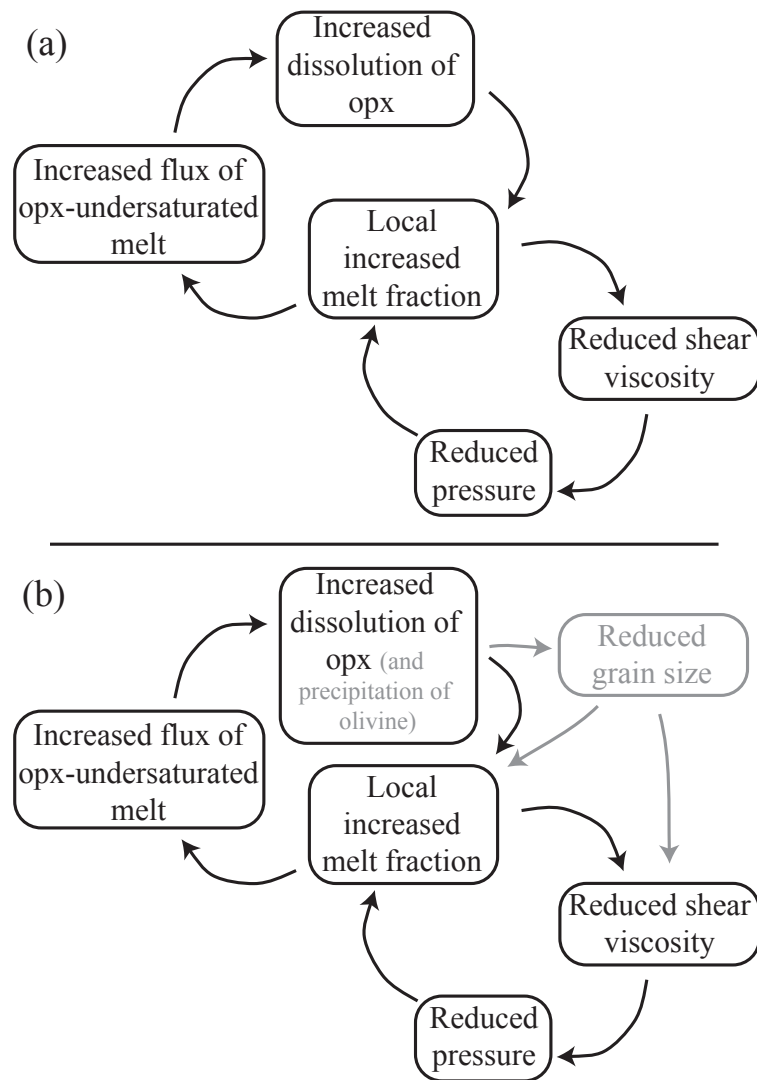 (a)
Increased
dissolution of
opx
Increased flux of
opx-undersaturated
melt
Local
increased
melt fraction
Reduced shear
viscosity
Reduced
pressure
(b)
Increased
dissolution of
opx (and
precipitation of
olivine)
Reduced
grain size
Increased flux of
opx-undersaturated
melt
Local
increased
melt fraction
Reduced shear
viscosity
Reduced
pressure